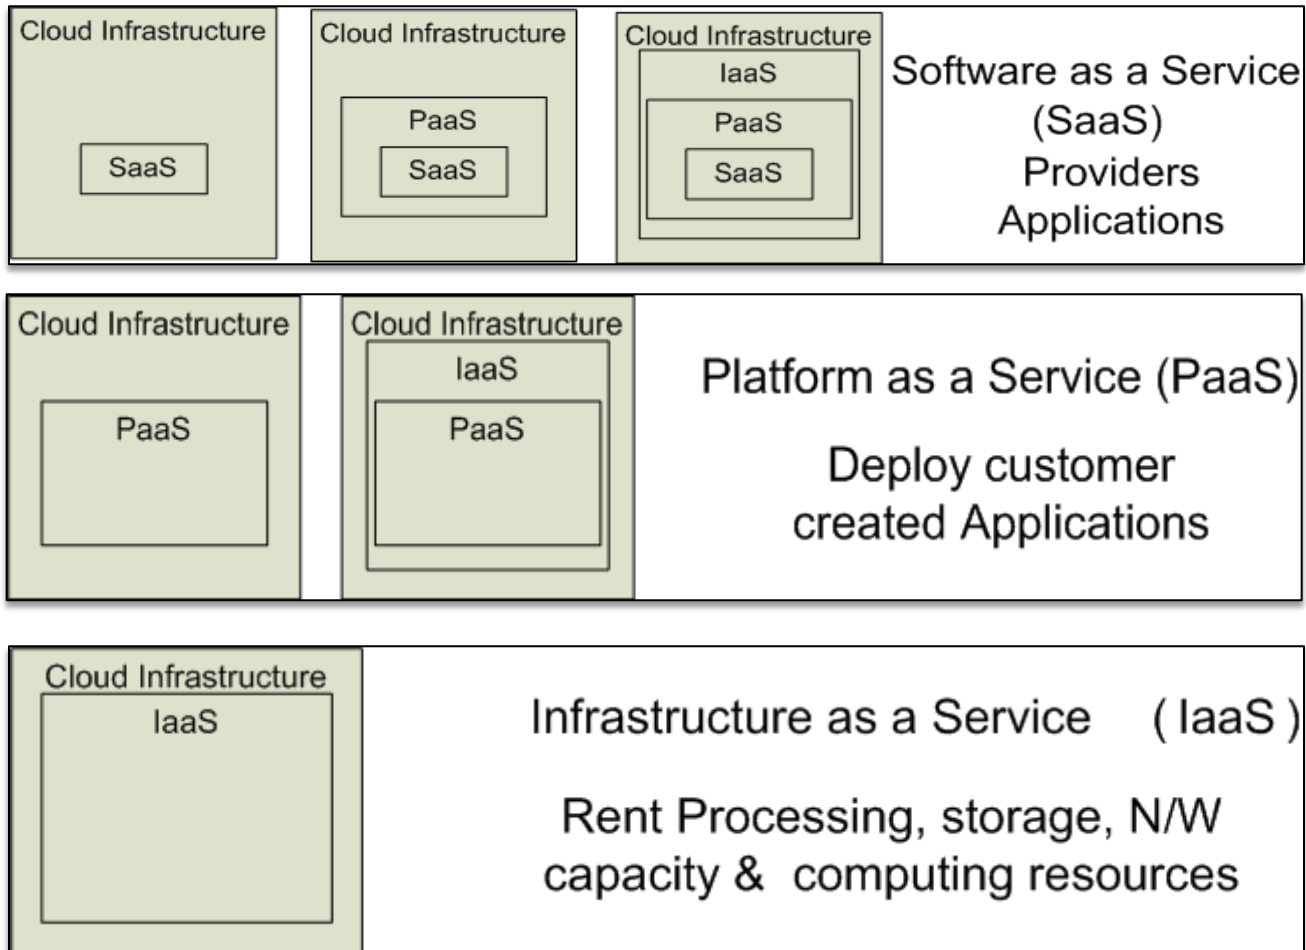 Cloud Infrastructure
SaaS
Cloud Infrastructure
PaaS
SaaS
Cloud Infrastructure
IaaS
PaaS
SaaS
Software as a Service
(SaaS)
Providers
Applications
Cloud Infrastructure
PaaS
Cloud Infrastructure
IaaS
PaaS
Platform as a Service (PaaS)
Deploy customer
created Applications
Cloud Infrastructure
IaaS
Infrastructure as a Service ( IaaS )
Rent Processing, storage, N/W
capacity & computing resources